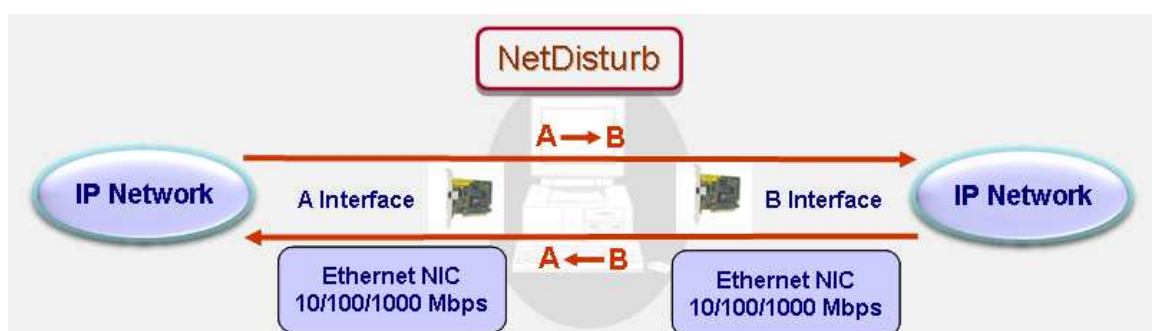 NetDisturb
A → B
IP Network
A Interface
B Interface
IP Network
A ← B
Ethernet NIC
10/100/1000 Mbps
Ethernet NIC
10/100/1000 Mbps